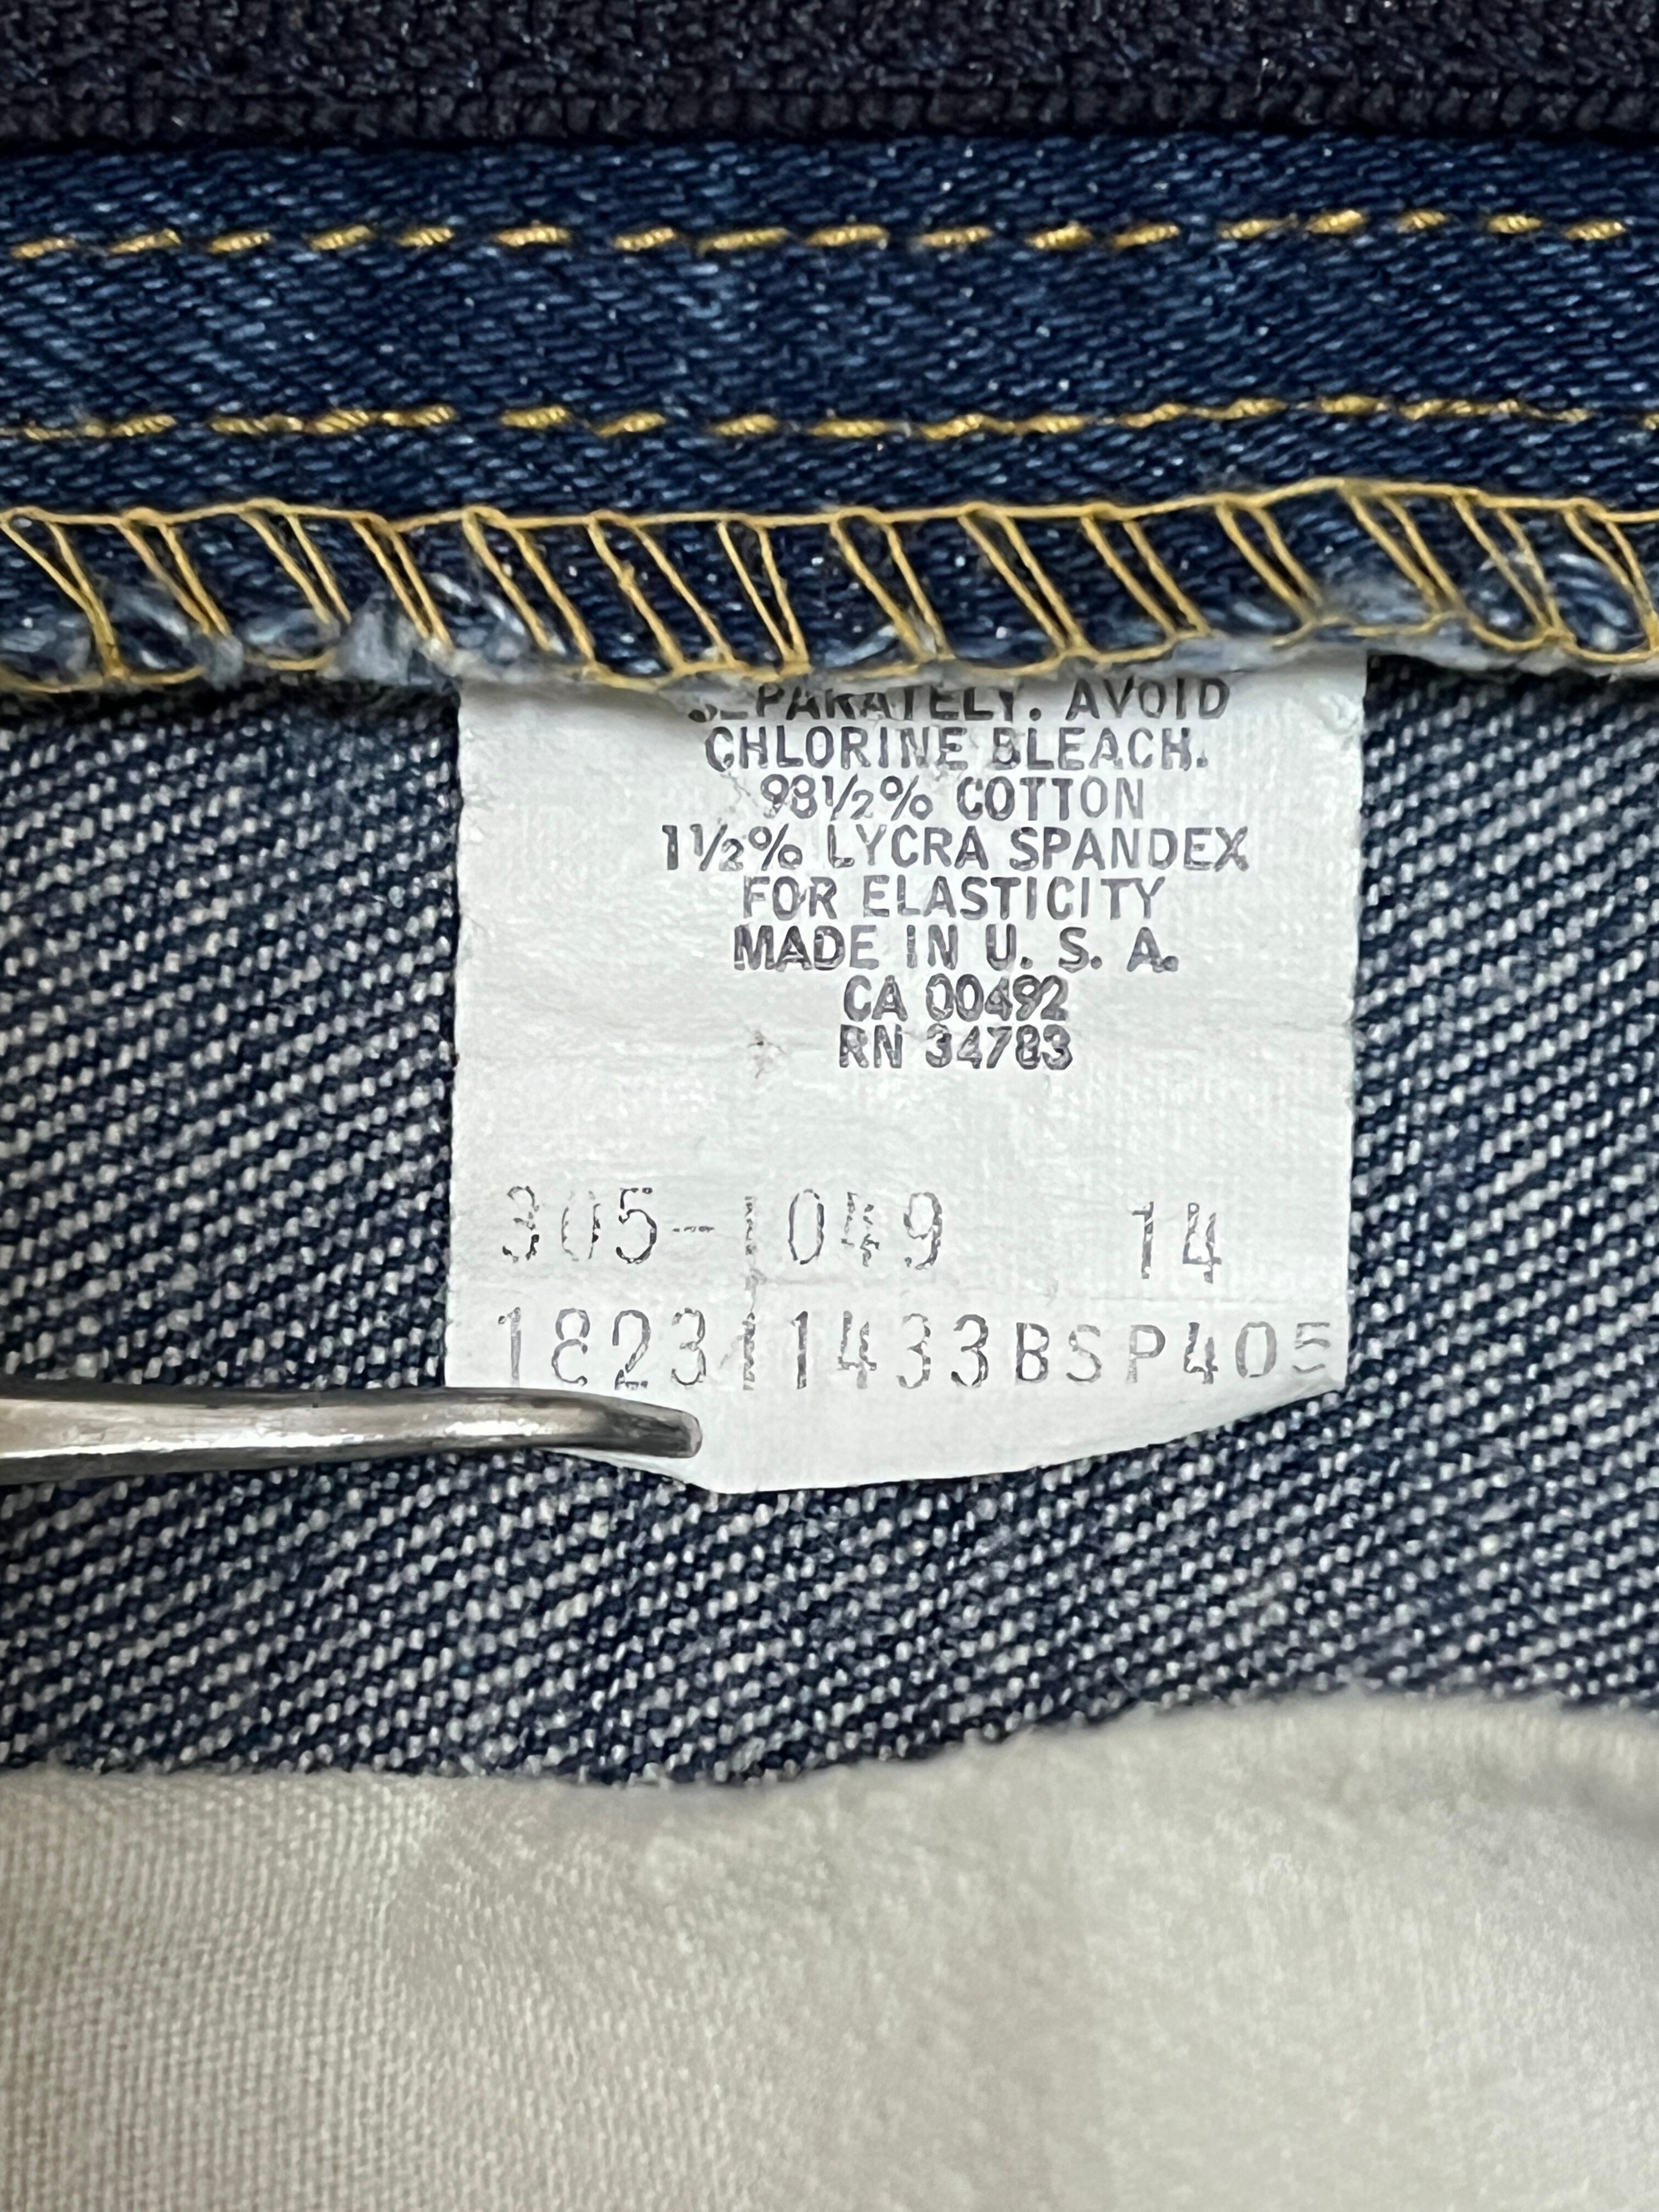 SEPARATELY. AVOID
CHLORINE BLEACH.
98½% COTTON
1½% LYCRA SPANDEX
FOR ELASTICITY
MADE IN U. S. A.
CA 00492
RN 34783
305-1049 14
182311433BSP405